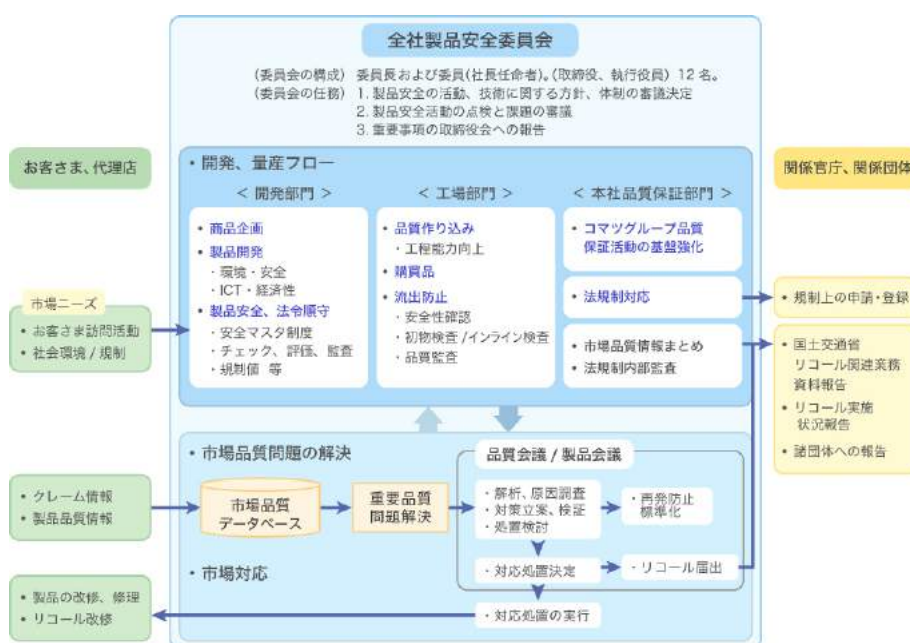 全社製品安全委員会
(委員会の構成) 委員長および委員(社長任命者)。(取締役、執行役員) 12名。
(委員会の任務) 1. 製品安全の活動、技術に関する方針、体制の審議決定
2. 製品安全活動の点検と課題の審議
3. 重要事項の取締役会への報告
お客さま、代理店
・開発、量産フロー
関係官庁、関係団体
< 開発部門 >
< 工場部門 >
< 本社品質保証部門 >
• 商品企画
• 製品開発
・環境・安全
・ICT・経済性
• 製品安全、法令順守
・安全マスタ制度
・チェック、評価、監査
・規制値 等
• 品質作り込み
・工程能力向上
• 購買品
• 流出防止
・安全性確認
・初物検査/インライン検査
・品質監査
• コマツグループ品質
保証活動の基盤強化
• 法規制対応
• 市場品質情報まとめ
• 法規制内部監査
市場ニーズ
• お客さま訪問活動
• 社会環境 / 規制
• 規制上の申請・登録
• 国土交通省
リコール関連業務
資料報告
• リコール実施
状況報告
• 諸団体への報告
・市場品質問題の解決
品質会議 / 製品会議
• クレーム情報
• 製品品質情報
市場品質
データベース
重要品質
問題解決
・解析、原因調査
・対策立案、検証
・処置検討
・再発防止
標準化
・市場対応
・対応処置決定
・リコール届出
• 製品の改修、修理
• リコール改修
・対応処置の実行